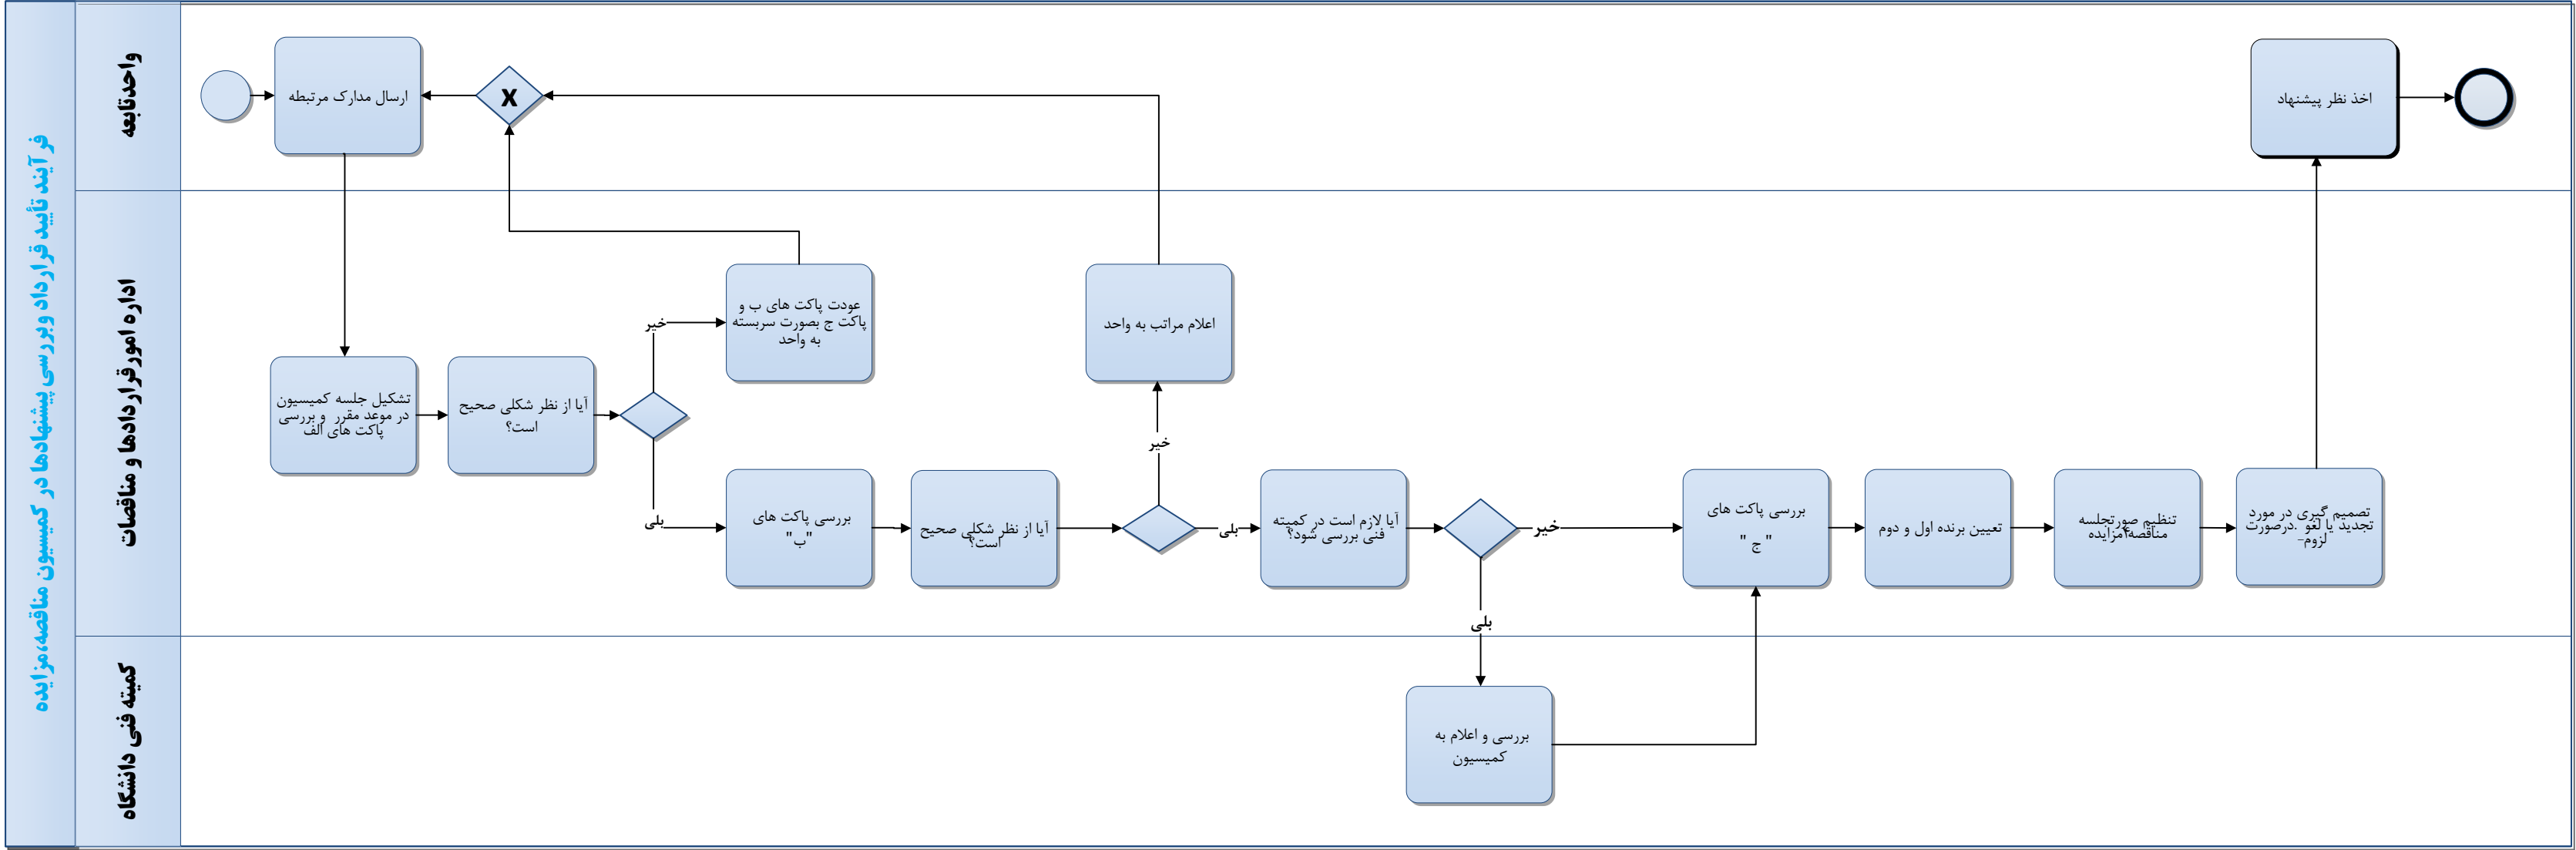 فرآیند تأیید قرارداد وبررسی پیشنهادها در کمیسیون مناقصه،مزایده
واحدتابعه
ارسال مدارک مرتبطه
X
اخذ نظر پیشنهاد
اداره امورقراردادها و مناقصات
تشکیل جلسه کمیسیون
در موعد مقرر و بررسی
پاکت های الف
آیا از نظر شکلی صحیح
است؟
خیر
عودت پاکت های ب و
پاکت ج بصورت سربسته
به واحد
بلی
بررسی پاکت های
"ب"
آیا از نظر شکلی صحیح
است؟
خیر
اعلام مراتب به واحد
بلی
آیا لازم است در کمیته
فنی بررسی شود؟
خیر
بلی
بررسی پاکت های
" ج "
تعیین برنده اول و دوم
تنظیم صورتجلسه
مناقصه/مزایده
تصمیم گیری در مورد
تجدید یا لغو .درصورت
لزوم-
کمیته فنی دانشگاه
بررسی و اعلام به
کمیسیون